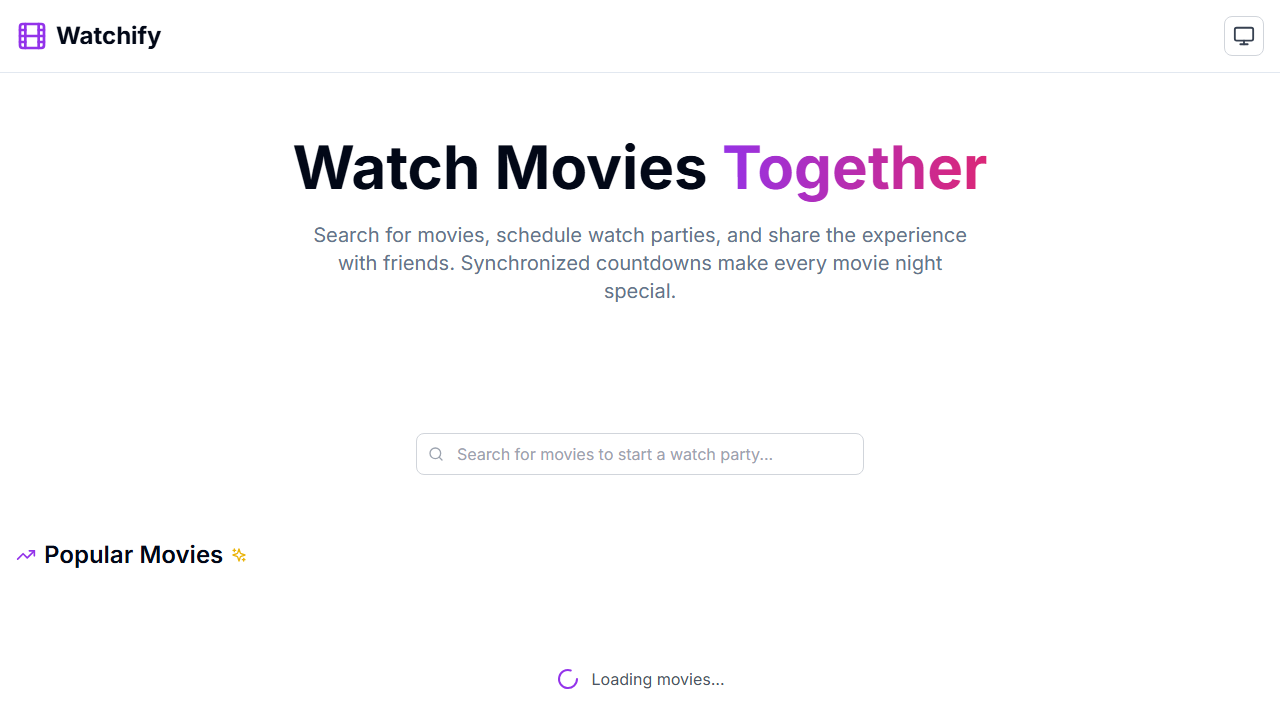 Watchify
Watch Movies Together
Search for movies, schedule watch parties, and share the experience
with friends. Synchronized countdowns make every movie night
special.
Search for movies to start a watch party...
Popular Movies
Loading movies...